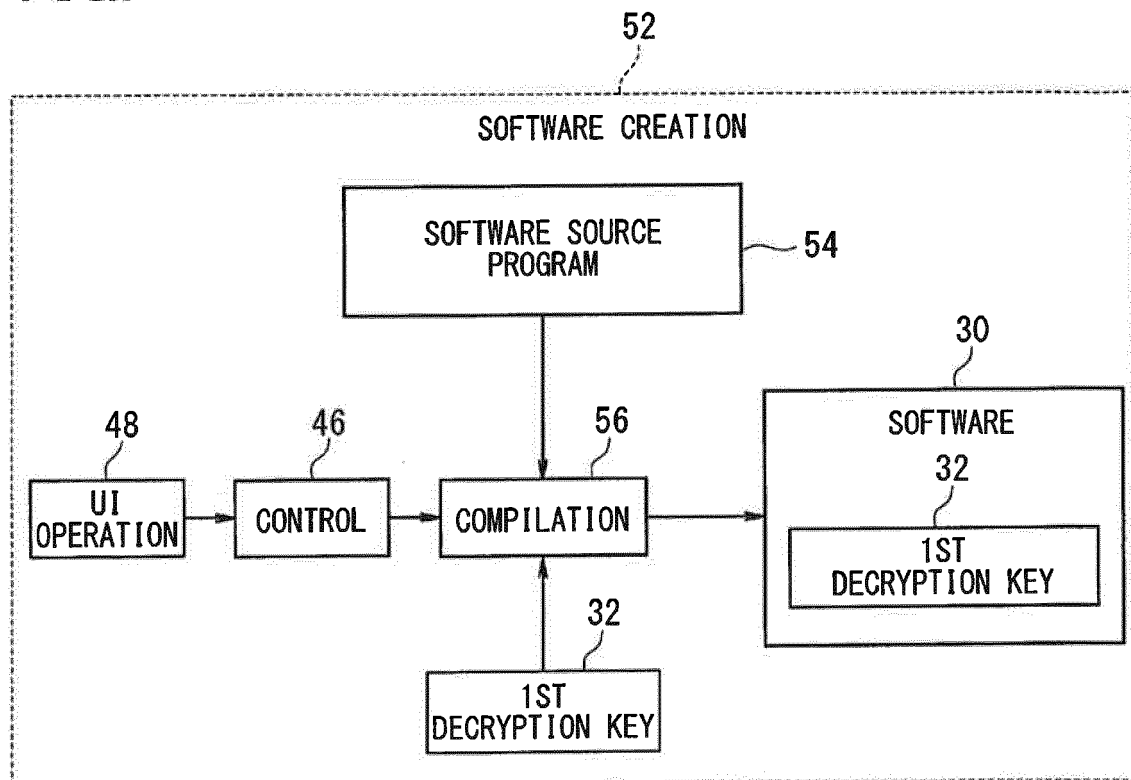 52
SOFTWARE CREATION
SOFTWARE SOURCE
PROGRAM
54
30
SOFTWARE
32
1ST
DECRYPTION KEY
48
UI
OPERATION
46
CONTROL
56
COMPILATION
32
1ST
DECRYPTION KEY